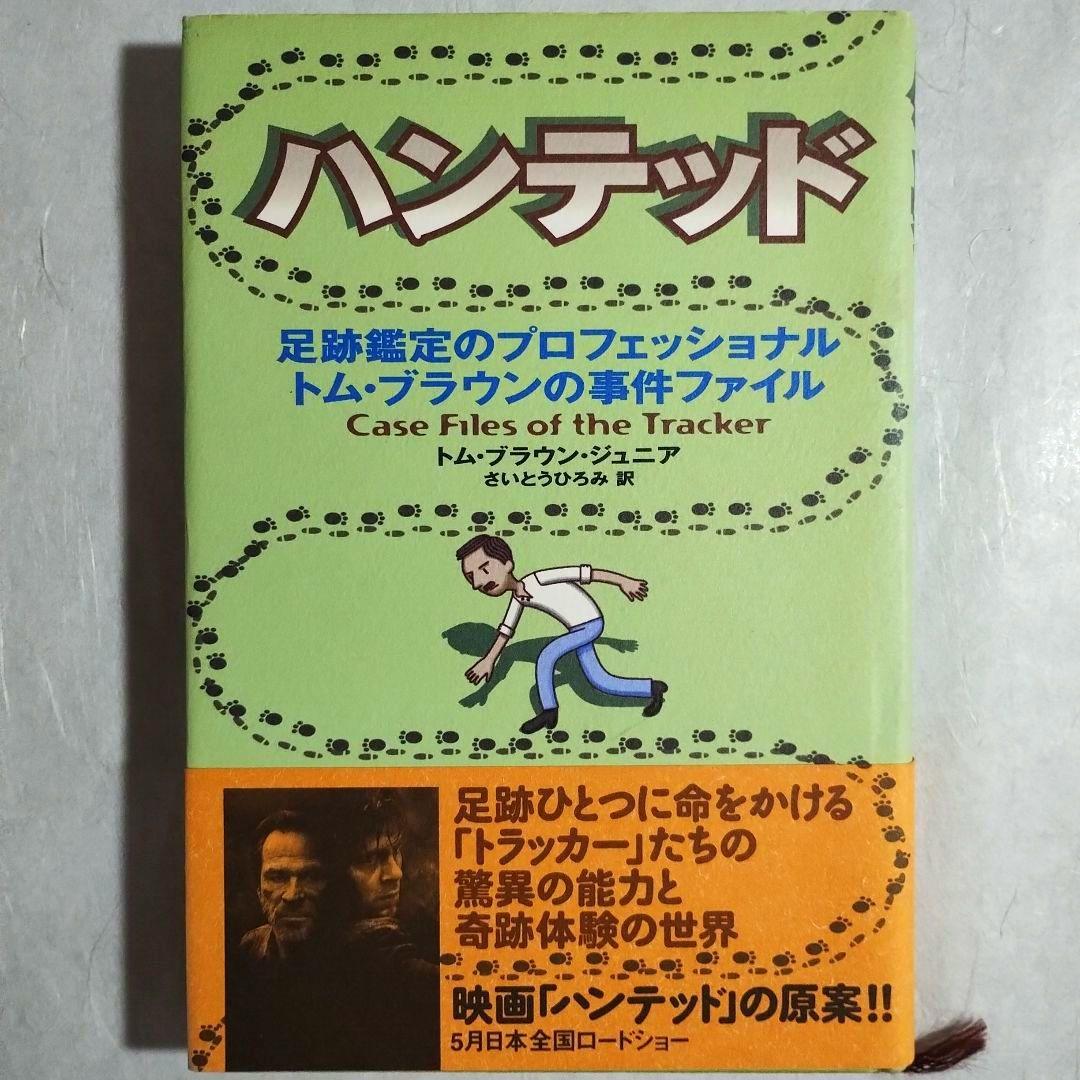 ハンテッド
足跡鑑定のプロフェッショナル
トム・ブラウンの事件ファイル
Case Files of the Tracker
トム・ブラウン・ジュニア
さいとうひろみ 訳
足跡ひとつに命をかける
「トラッカー」たちの
驚異の能力と
奇跡体験の世界
映画「ハンテッド」の原案!!
5月日本全国ロードショー